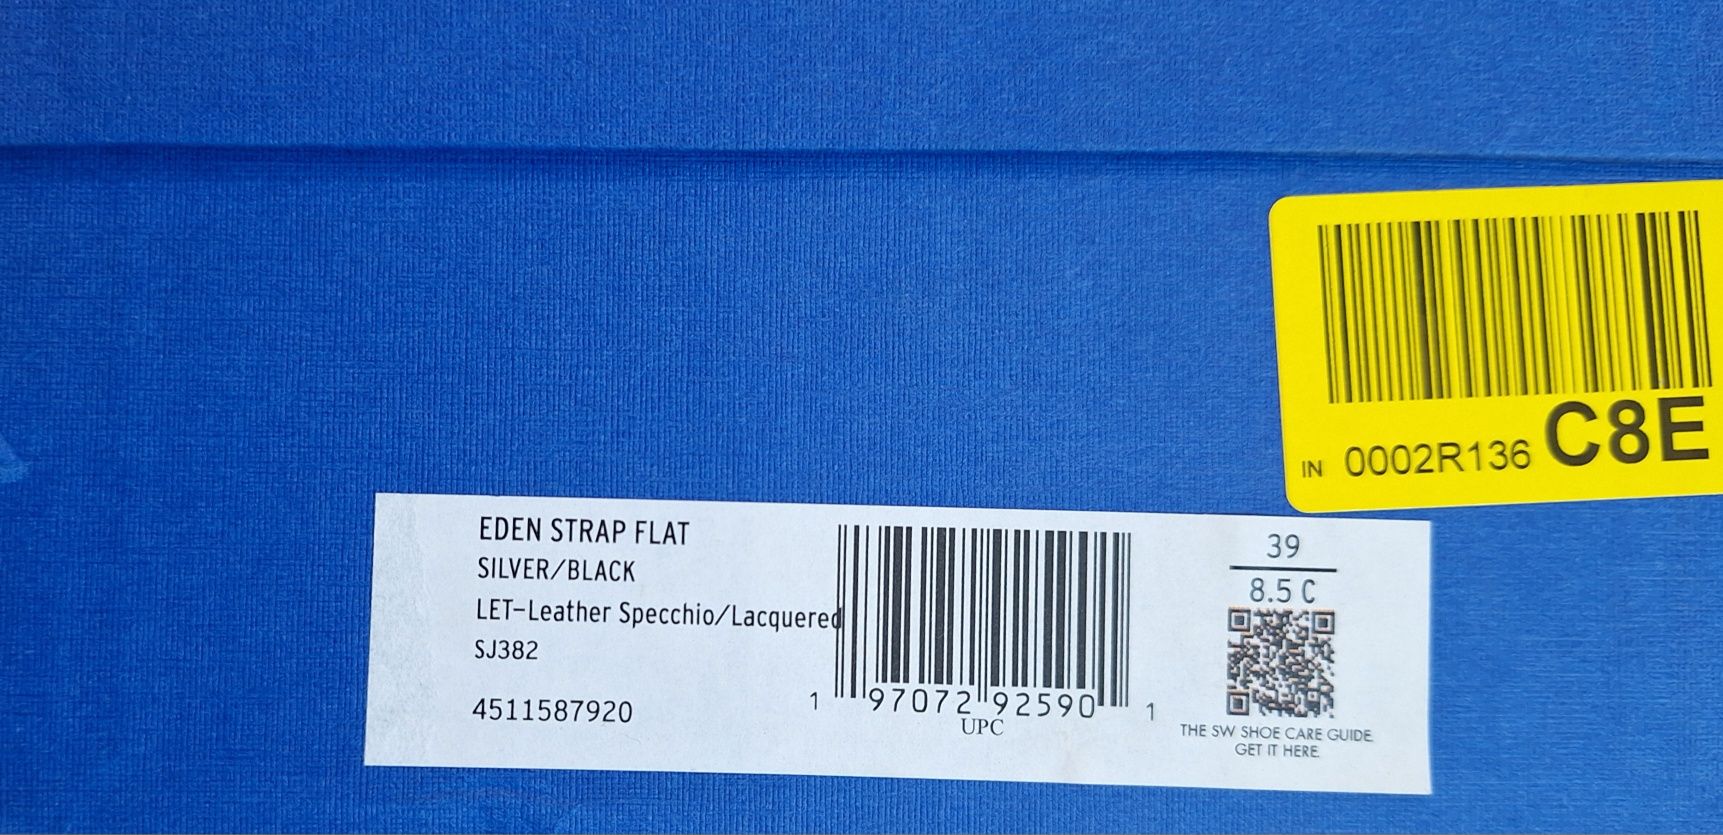 IN 0002R136 C8E
EDEN STRAP FLAT
SILVER/BLACK
LET-Leather Specchio/Lacquered
SJ382
4511587920
1 97072 92590 1
UPC
39
8.5 C
THE SW SHOE CARE GUIDE
GET IT HERE